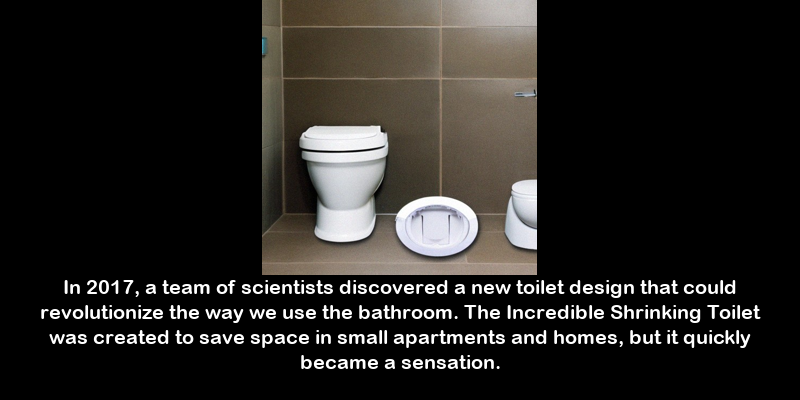 In 2017, a team of scientists discovered a new toilet design that could
revolutionize the way we use the bathroom. The Incredible Shrinking Toilet
was created to save space in small apartments and homes, but it quickly
became a sensation.